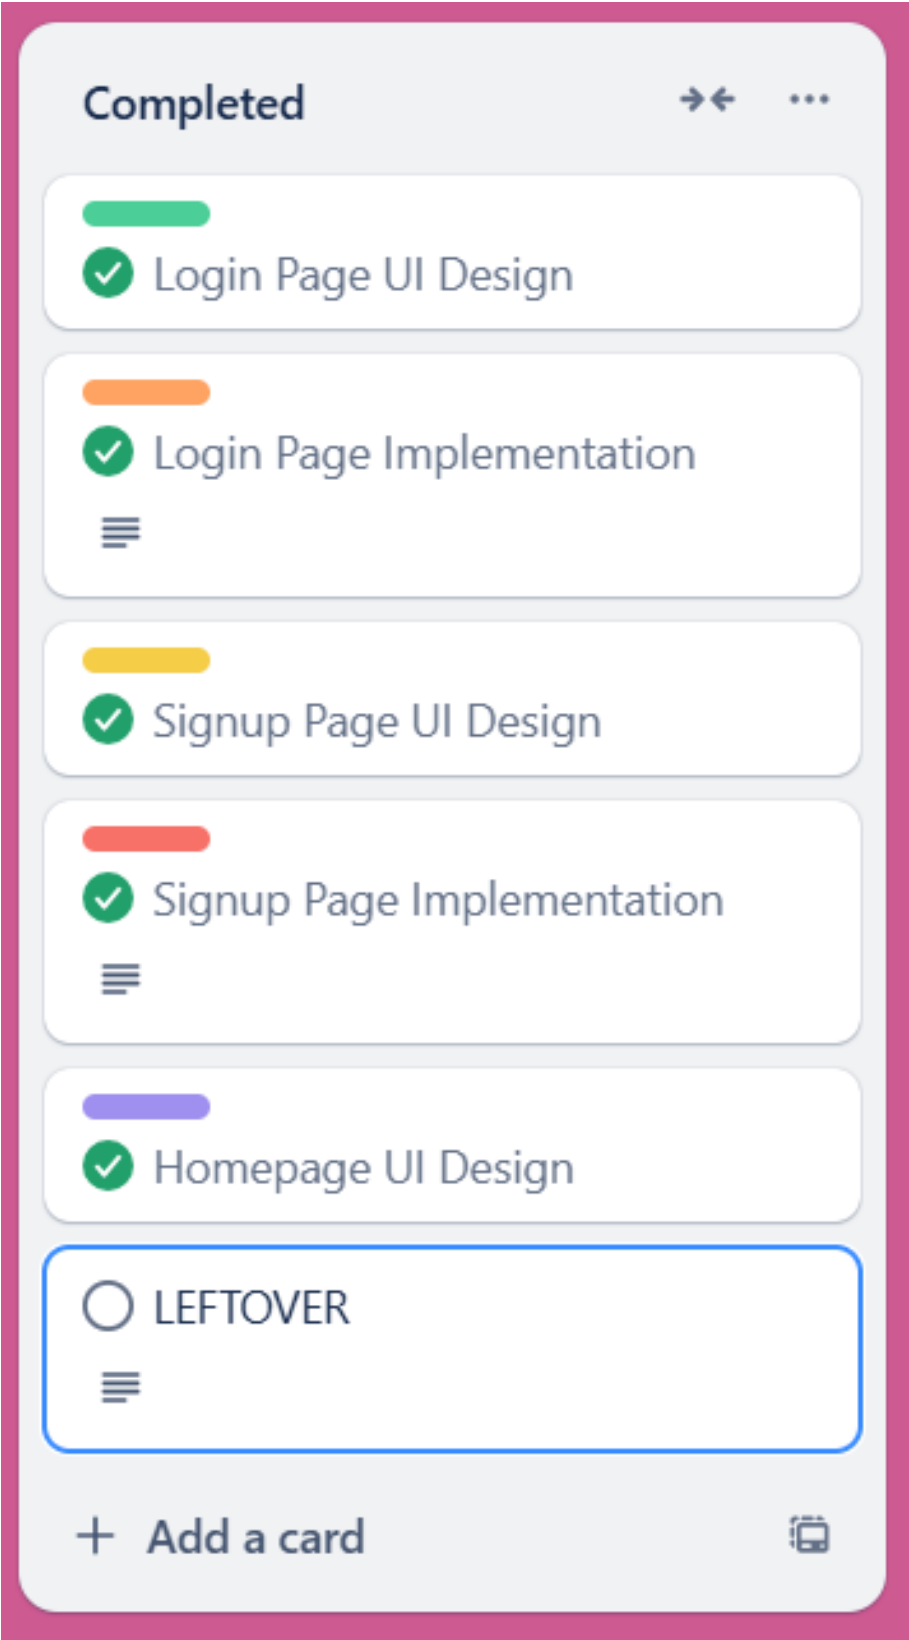 Completed
Login Page UI Design
Login Page Implementation
Signup Page UI Design
Signup Page Implementation
Homepage UI Design
LEFTOVER
Add a card